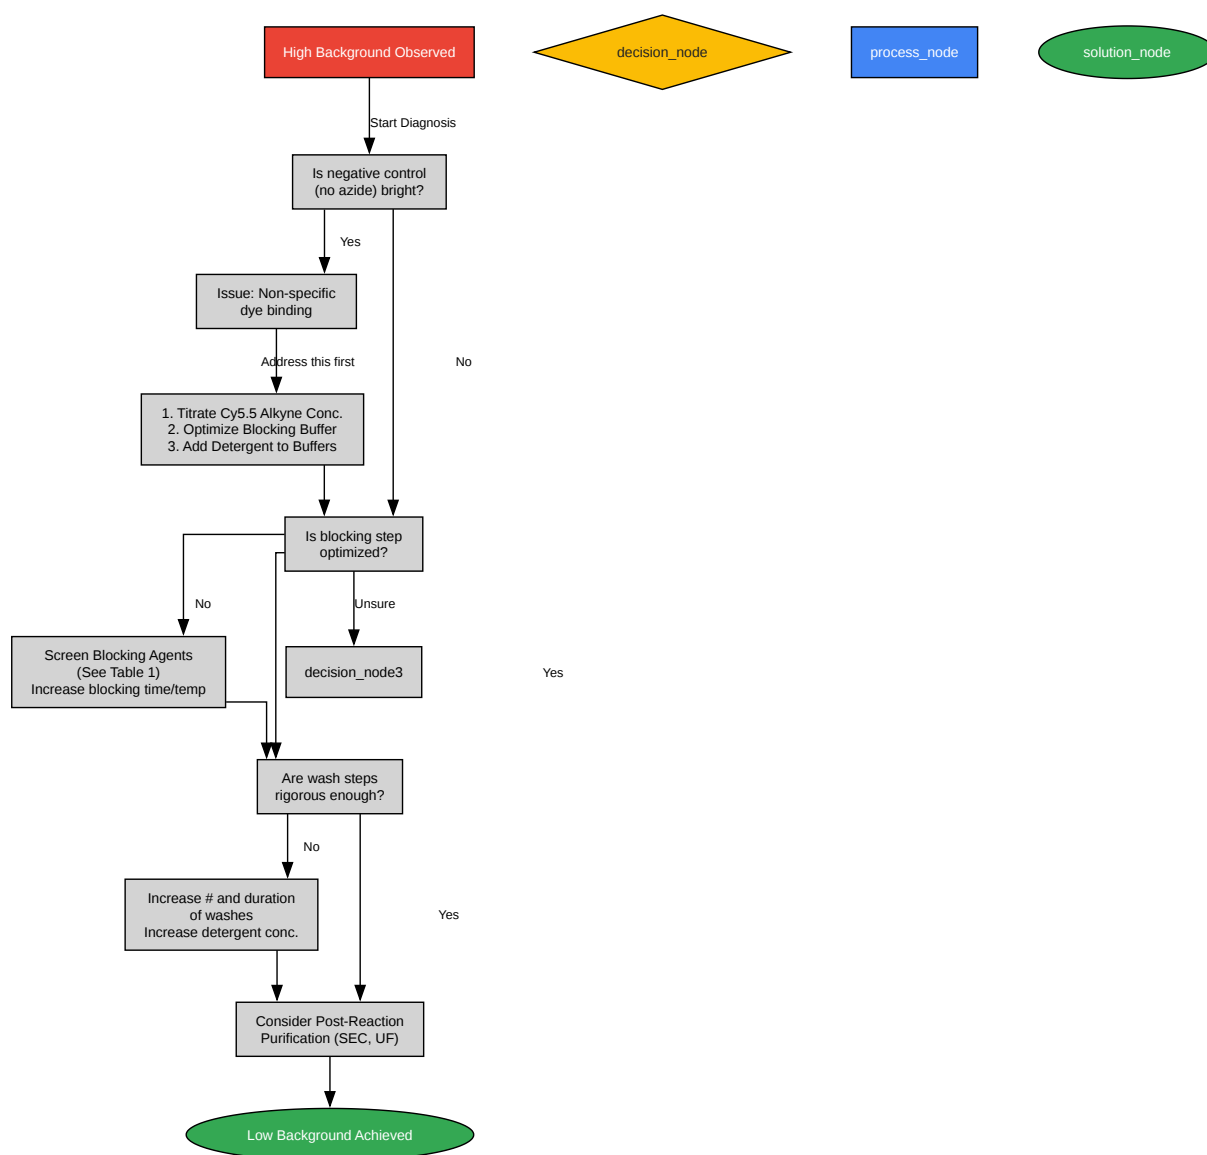 High Background Observed
decision_node
process_node
solution_node
Start Diagnosis
Is negative control
(no azide) bright?
Yes
Issue: Non-specific
dye binding
Address this first
No
1. Titrate Cy5.5 Alkyne Conc.
2. Optimize Blocking Buffer
3. Add Detergent to Buffers
Is blocking step
optimized?
No
Unsure
Screen Blocking Agents
(See Table 1)
Increase blocking time/temp
decision_node3
Yes
Are wash steps
rigorous enough?
No
Increase # and duration
of washes
Increase detergent conc.
Yes
Consider Post-Reaction
Purification (SEC, UF)
Low Background Achieved